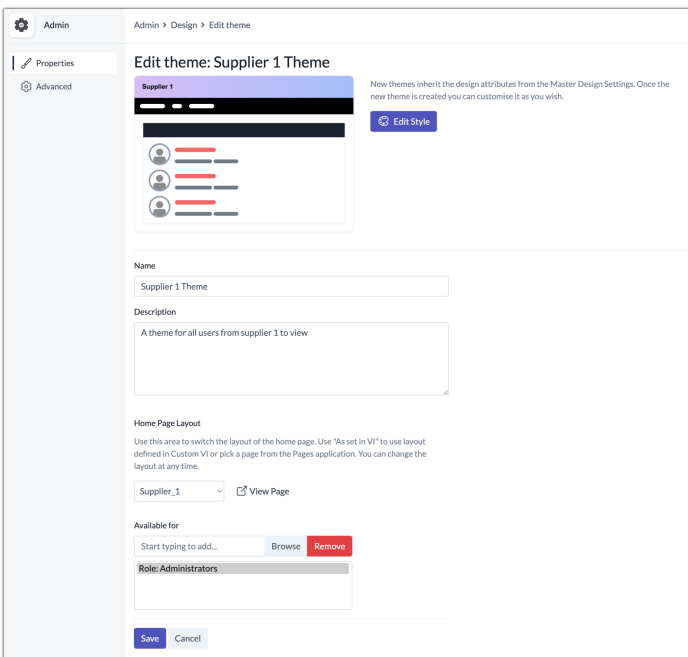 Admin
Admin > Design > Edit theme
Properties
Advanced
Edit theme: Supplier 1 Theme
Supplier 1
New themes inherit the design attributes from the Master Design Settings. Once the
new theme is created you can customise it as you wish.
Edit Style
Name
Supplier 1 Theme
Description
A theme for all users from supplier 1 to view
Home Page Layout
Use this area to switch the layout of the home page. Use "As set in VI" to use layout
defined in Custom VI or pick a page from the Pages application. You can change the
layout at any time.
Supplier_1
View Page
Available for
Start typing to add...
Browse
Remove
Role: Administrators
Save
Cancel